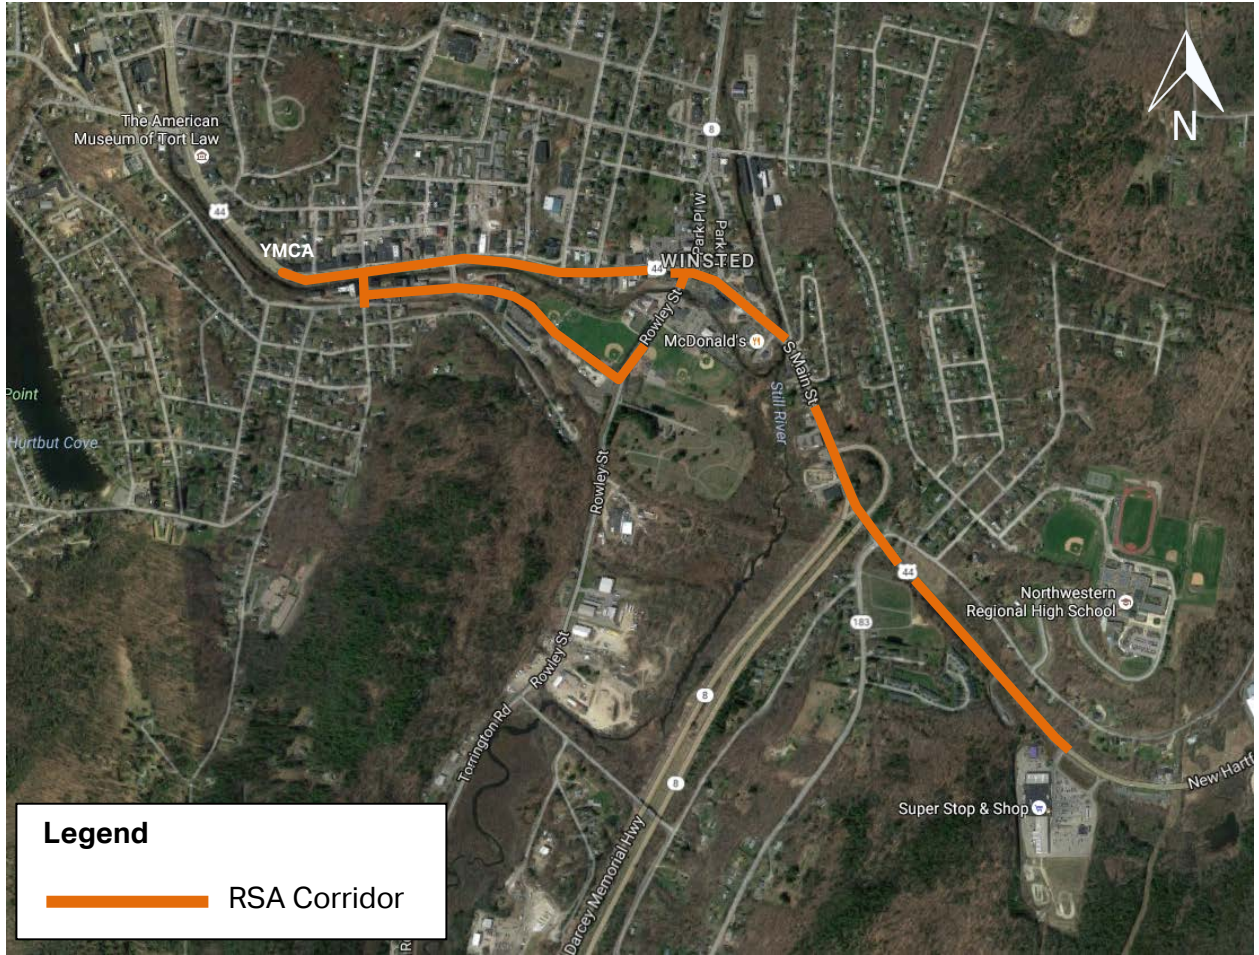 The American
Museum of Tort Law
44
YMCA
8
Park Pl W
Park
44
WINSTED
Rowley St
McDonald's
S Main St
Still River
Point
Hurtbut Cove
Rowley St
44
Northwestern
Regional High School
183
Rowley St
8
Torrington Rd
8
New Hartf
Super Stop & Shop
Darcey Memorial Hwy
N
Legend
RSA Corridor